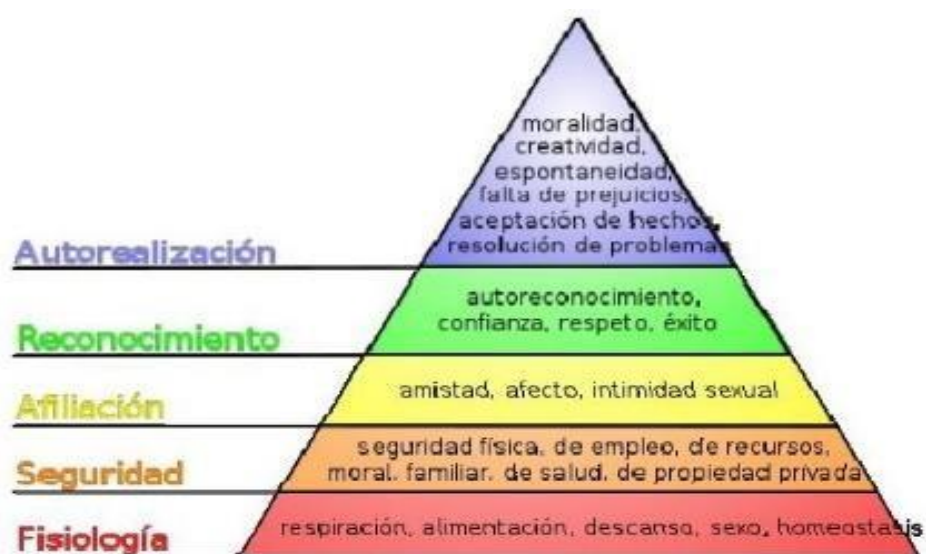 moralidad,
creatividad,
espontaneidad,
falta de prejuicios,
aceptación de hechos,
resolución de problemas
Autorealización
autoreconocimiento,
confianza, respeto, éxito
Reconocimiento
amistad, afecto, intimidad sexual
Afiliación
seguridad física, de empleo, de recursos,
moral, familiar, de salud, de propiedad privada
Seguridad
respiración, alimentación, descanso, sexo, homeostasis
Fisiología